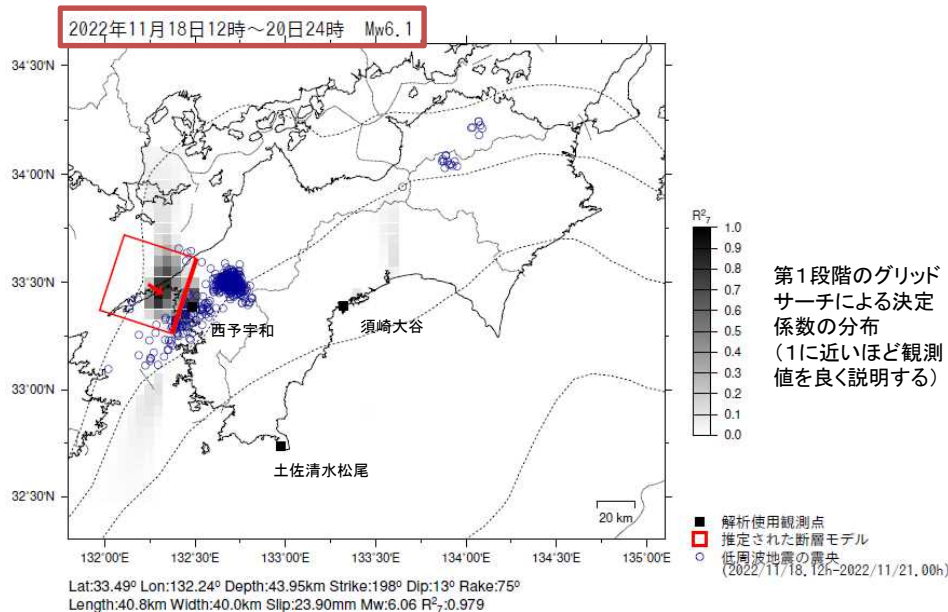 2022年11月18日12時～20日24時 Mw6.1
34°30'N
34°00'N
33°30'N
33°00'N
32°30'N
132°00'E
132°30'E
133°00'E
133°30'E
134°00'E
134°30'E
135°00'E
西予宇和
須崎大谷
土佐清水松尾
20 km
R²₇
1.0
0.9
0.8
0.7
0.6
0.5
0.4
0.3
0.2
0.1
0.0
第１段階のグリッド
サーチによる決定
係数の分布
（１に近いほど観測
値を良く説明する）
解析使用観測点
推定された断層モデル
低周波地震の震央
(2022/11/18.12h-2022/11/21.00h)
Lat:33.49° Lon:132.24° Depth:43.95km Strike:198° Dip:13° Rake:75°
Length:40.8km Width:40.0km Slip:23.90mm Mw:6.06 R²₇:0.979